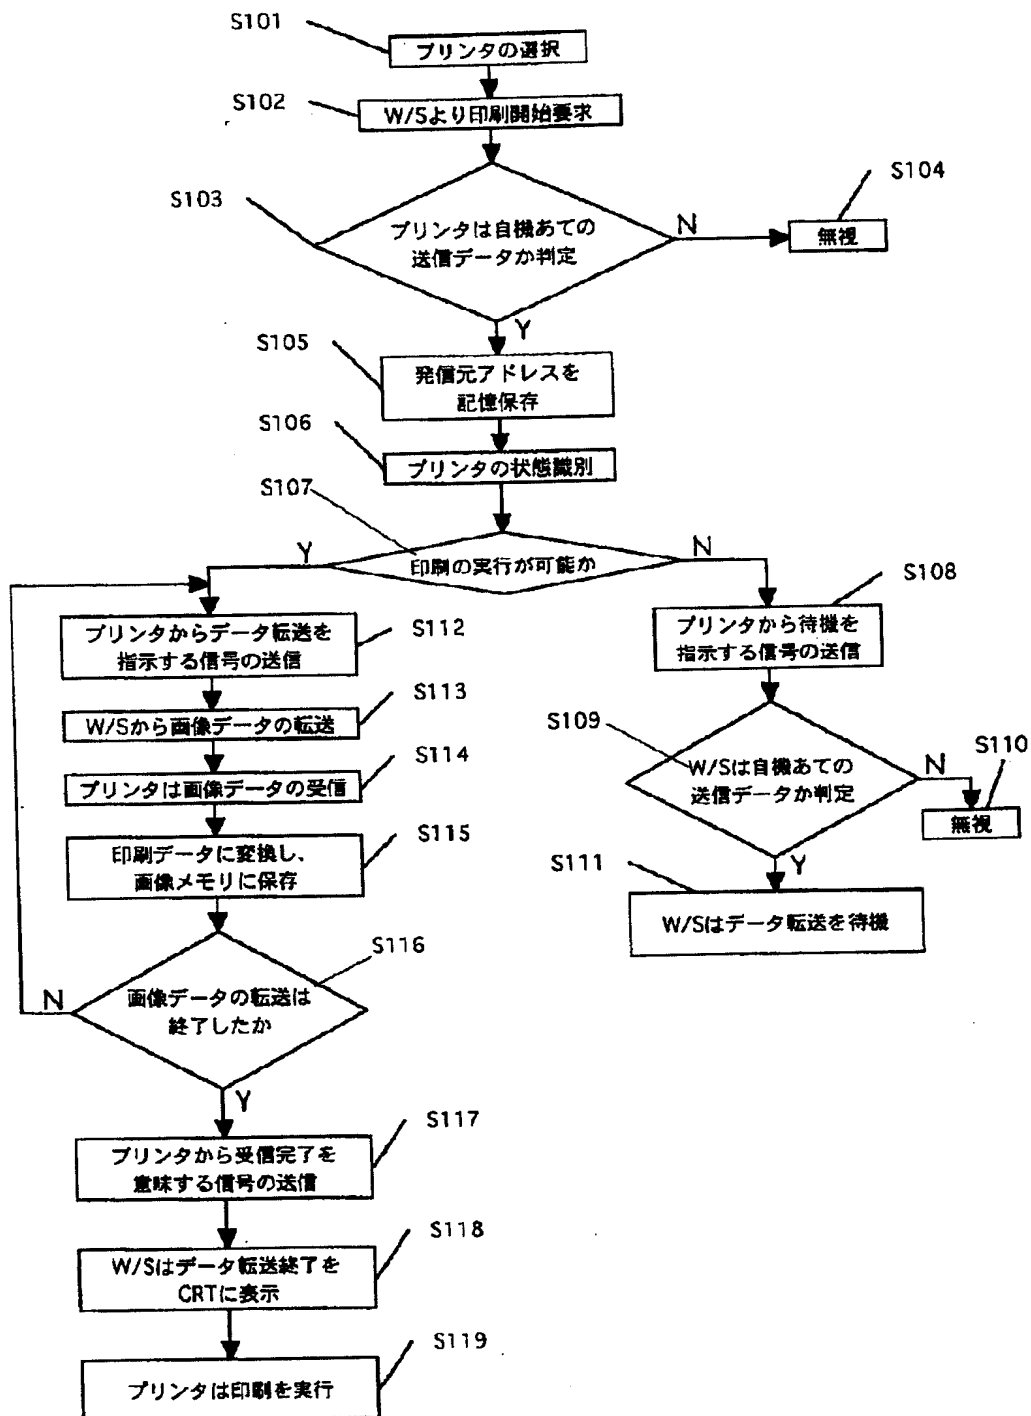 S101
プリンタの選択
S102
W/Sより印刷開始要求
S103
プリンタは自機あての
送信データか判定
N
S104
無視
Y
S105
発信元アドレスを
記憶保存
S106
プリンタの状態識別
S107
印刷の実行が可能か
Y
N
S108
プリンタから待機を
指示する信号の送信
S109
W/Sは自機あての
送信データか判定
N
S110
無視
Y
S111
W/Sはデータ転送を待機
S112
プリンタからデータ転送を
指示する信号の送信
S113
W/Sから画像データの転送
S114
プリンタは画像データの受信
S115
印刷データに変換し、
画像メモリに保存
S116
画像データの転送は
終了したか
N
Y
S117
プリンタから受信完了を
意味する信号の送信
S118
W/Sはデータ転送終了を
CRTに表示
S119
プリンタは印刷を実行